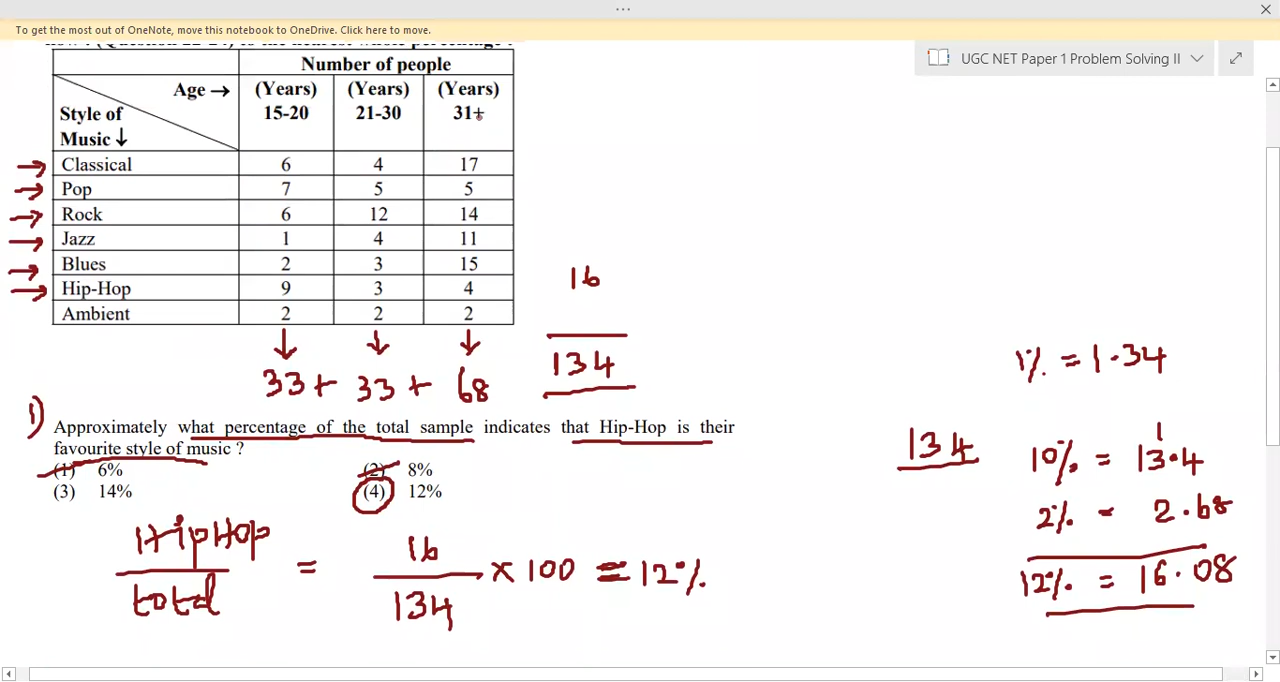 To get the most out of OneNote, move this notebook to OneDrive. Click here to move.
UGC NET Paper 1 Problem Solving II
Number of people
Age → (Years) (Years) (Years)
Style of 15-20 21-30 31+
Music ↓
Classical 6 4 17
Pop 7 5 5
Rock 6 12 14
Jazz 1 4 11
Blues 2 3 15
Hip-Hop 9 3 4
Ambient 2 2 2
33 + 33 + 68
16
134
1) Approximately what percentage of the total sample indicates that Hip-Hop is their
favourite style of music ?
(1) 6% (2) 8%
(3) 14% (4) 12%
HipHop
total
= 16
134
× 100 = 12%
1% = 1.34
134
10% = 13.4
1
2% = 2.68
12% = 16.08